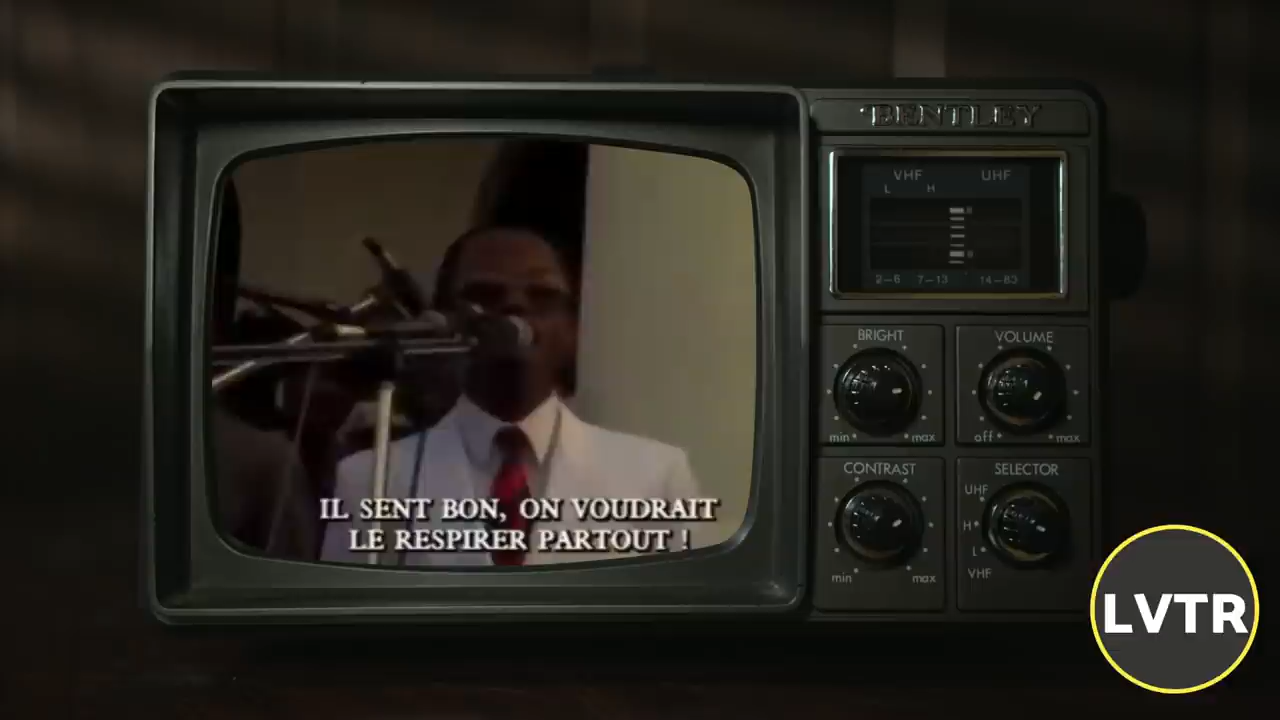 BENTLEY
VHF UHF
L H
2-6 7-13 14-83
BRIGHT
min max
VOLUME
off max
CONTRAST
min max
SELECTOR
UHF
H
L
VHF
IL SENT BON, ON VOUDRAIT
LE RESPIRER PARTOUT !
LVTR